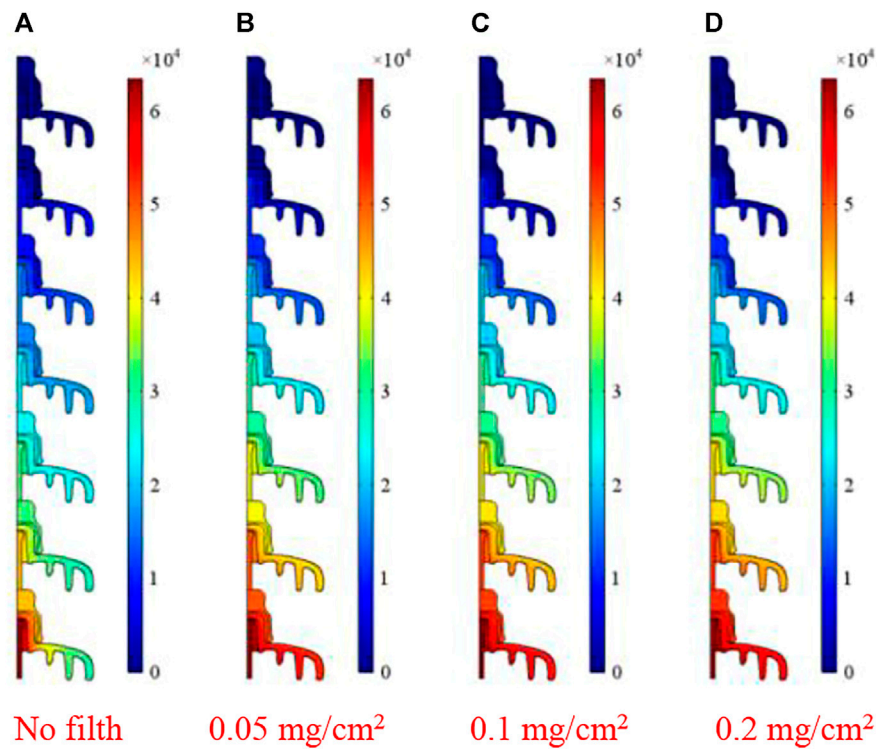 A B C D
×10⁴ ×10⁴ ×10⁴ ×10⁴
6 6 6 6
5 5 5 5
4 4 4 4
3 3 3 3
2 2 2 2
1 1 1 1
0 0 0 0
No filth 0.05 mg/cm² 0.1 mg/cm² 0.2 mg/cm²